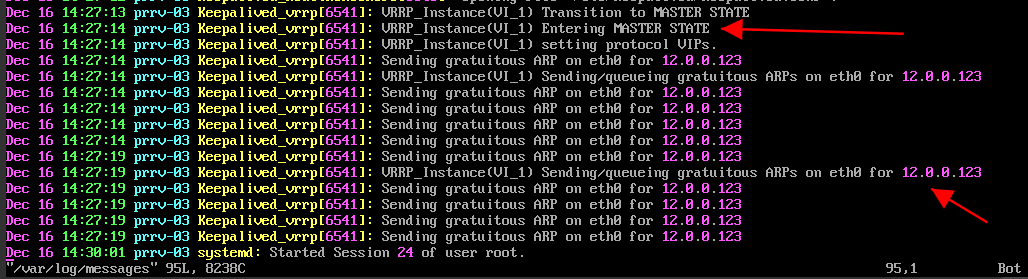 Dec 16 14:27:13 prrv-03 Keepalived_vrrp[6541]: VRRP_Instance(VI_1) Transition to MASTER STATE
Dec 16 14:27:14 prrv-03 Keepalived_vrrp[6541]: VRRP_Instance(VI_1) Entering MASTER STATE
Dec 16 14:27:14 prrv-03 Keepalived_vrrp[6541]: VRRP_Instance(VI_1) setting protocol VIPs.
Dec 16 14:27:14 prrv-03 Keepalived_vrrp[6541]: Sending gratuitous ARP on eth0 for 12.0.0.123
Dec 16 14:27:14 prrv-03 Keepalived_vrrp[6541]: VRRP_Instance(VI_1) Sending/queueing gratuitous ARPs on eth0 for 12.0.0.123
Dec 16 14:27:14 prrv-03 Keepalived_vrrp[6541]: Sending gratuitous ARP on eth0 for 12.0.0.123
Dec 16 14:27:14 prrv-03 Keepalived_vrrp[6541]: Sending gratuitous ARP on eth0 for 12.0.0.123
Dec 16 14:27:14 prrv-03 Keepalived_vrrp[6541]: Sending gratuitous ARP on eth0 for 12.0.0.123
Dec 16 14:27:14 prrv-03 Keepalived_vrrp[6541]: Sending gratuitous ARP on eth0 for 12.0.0.123
Dec 16 14:27:19 prrv-03 Keepalived_vrrp[6541]: Sending gratuitous ARP on eth0 for 12.0.0.123
Dec 16 14:27:19 prrv-03 Keepalived_vrrp[6541]: VRRP_Instance(VI_1) Sending/queueing gratuitous ARPs on eth0 for 12.0.0.123
Dec 16 14:27:19 prrv-03 Keepalived_vrrp[6541]: Sending gratuitous ARP on eth0 for 12.0.0.123
Dec 16 14:27:19 prrv-03 Keepalived_vrrp[6541]: Sending gratuitous ARP on eth0 for 12.0.0.123
Dec 16 14:27:19 prrv-03 Keepalived_vrrp[6541]: Sending gratuitous ARP on eth0 for 12.0.0.123
Dec 16 14:27:19 prrv-03 Keepalived_vrrp[6541]: Sending gratuitous ARP on eth0 for 12.0.0.123
Dec 16 14:30:01 prrv-03 systemd: Started Session 24 of user root.
"/var/log/messages" 95L, 8238C 95,1 Bot